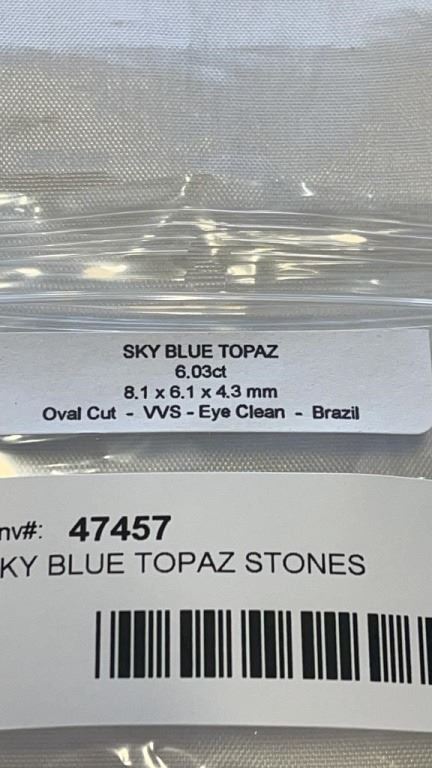 SKY BLUE TOPAZ
6.03ct
8.1 x 6.1 x 4.3 mm
Oval Cut - VVS - Eye Clean - Brazil
nv#: 47457
KY BLUE TOPAZ STONES